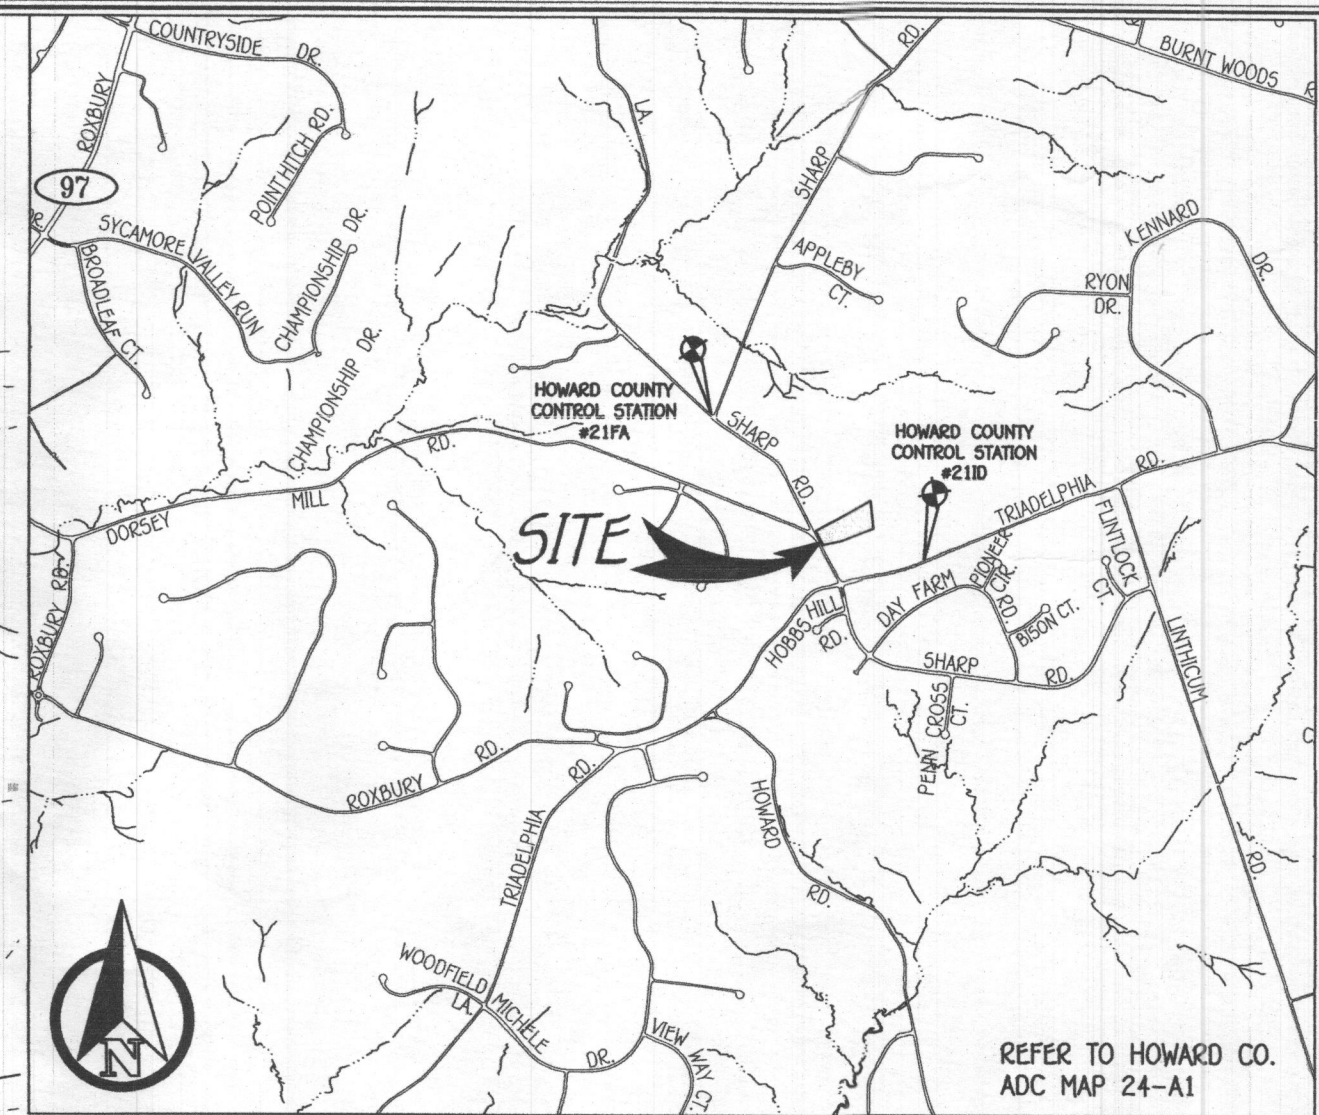 COUNTRYSIDE DR.
RD.
BURNT WOODS
ROXBURY
LA.
POINTHITCH RD.
SHARP
97
DR.
SYCAMORE VALLEY RUN
CHAMPIONSHIP DR.
KENNARD DR.
APPLEBY
CT.
RYON
DR.
BROADLEAF CT.
CHAMPIONSHIP DR.
HOWARD COUNTY
CONTROL STATION
#21FA
SHARP RD.
HOWARD COUNTY
CONTROL STATION
#21ID
DORSEY MILL RD.
TRIADELPHIA RD.
SITE
FLINTLOCK
CT.
PIONEER
CIR.
DAY FARM RD
BISON CT.
HOBBS HILL
RD.
ROXBURY RD.
SHARP RD.
LINTHICUM RD.
PENN CROSS
CT.
ROXBURY RD.
TRIADELPHIA RD.
HOWARD RD.
WOODFIELD
LA.
MICHELE DR.
VIEW WAY CT.
N
REFER TO HOWARD CO.
ADC MAP 24-A1